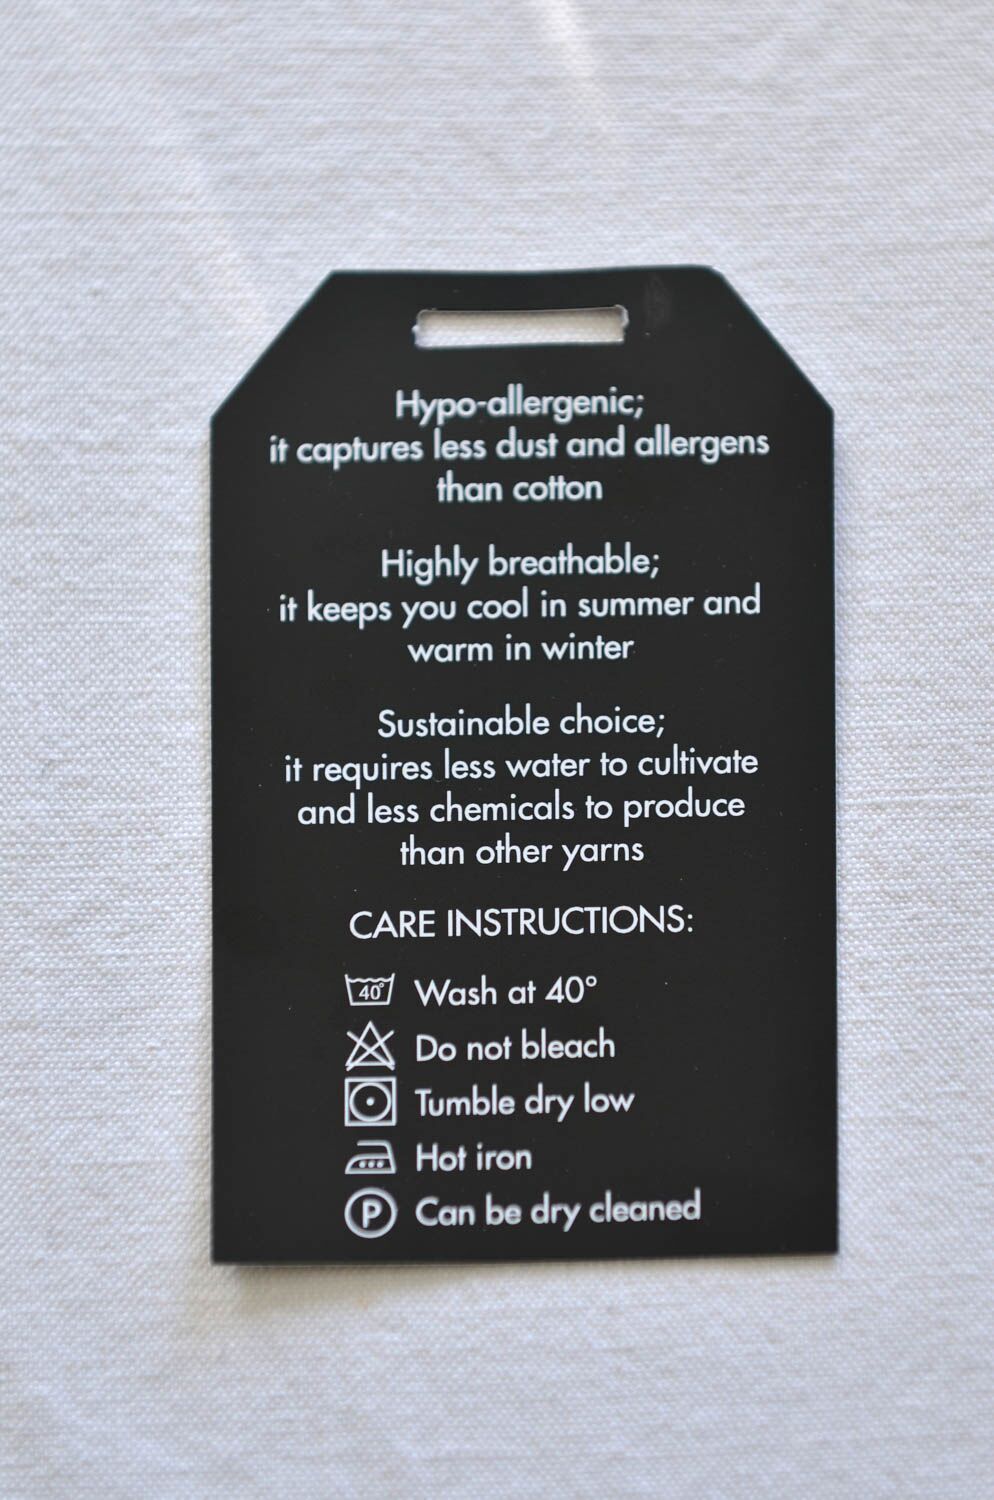 Hypo-allergenic;
it captures less dust and allergens
than cotton
Highly breathable;
it keeps you cool in summer and
warm in winter
Sustainable choice;
it requires less water to cultivate
and less chemicals to produce
than other yarns
CARE INSTRUCTIONS:
40° Wash at 40°
Do not bleach
Tumble dry low
Hot iron
P Can be dry cleaned